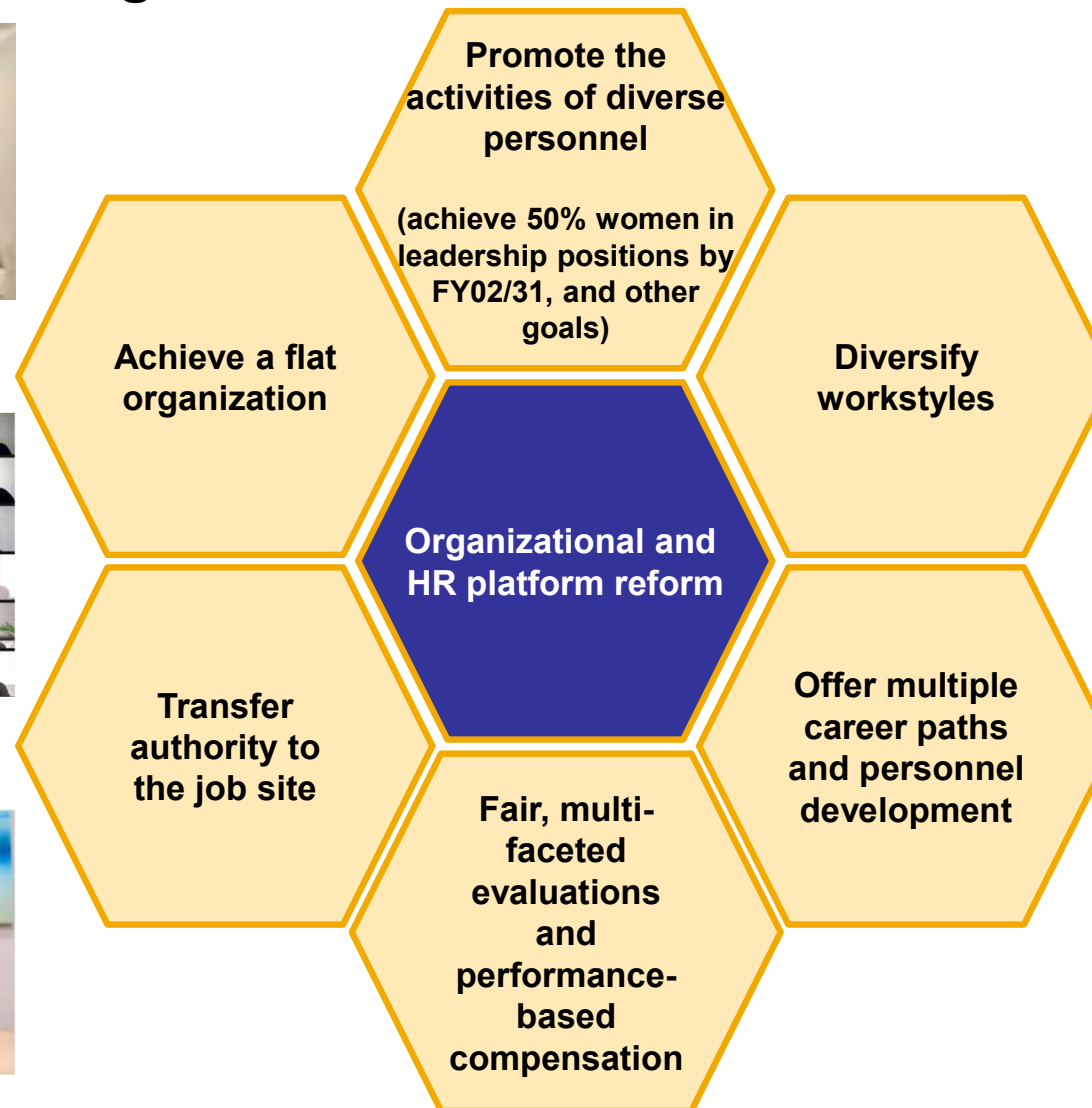 Promote the
activities of diverse
personnel
(achieve 50% women in
leadership positions by
FY02/31, and other
goals)
Achieve a flat
organization
Diversify
workstyles
Organizational and
HR platform reform
Transfer
authority to
the job site
Offer multiple
career paths
and personnel
development
Fair, multi-
faceted
evaluations
and
performance-
based
compensation